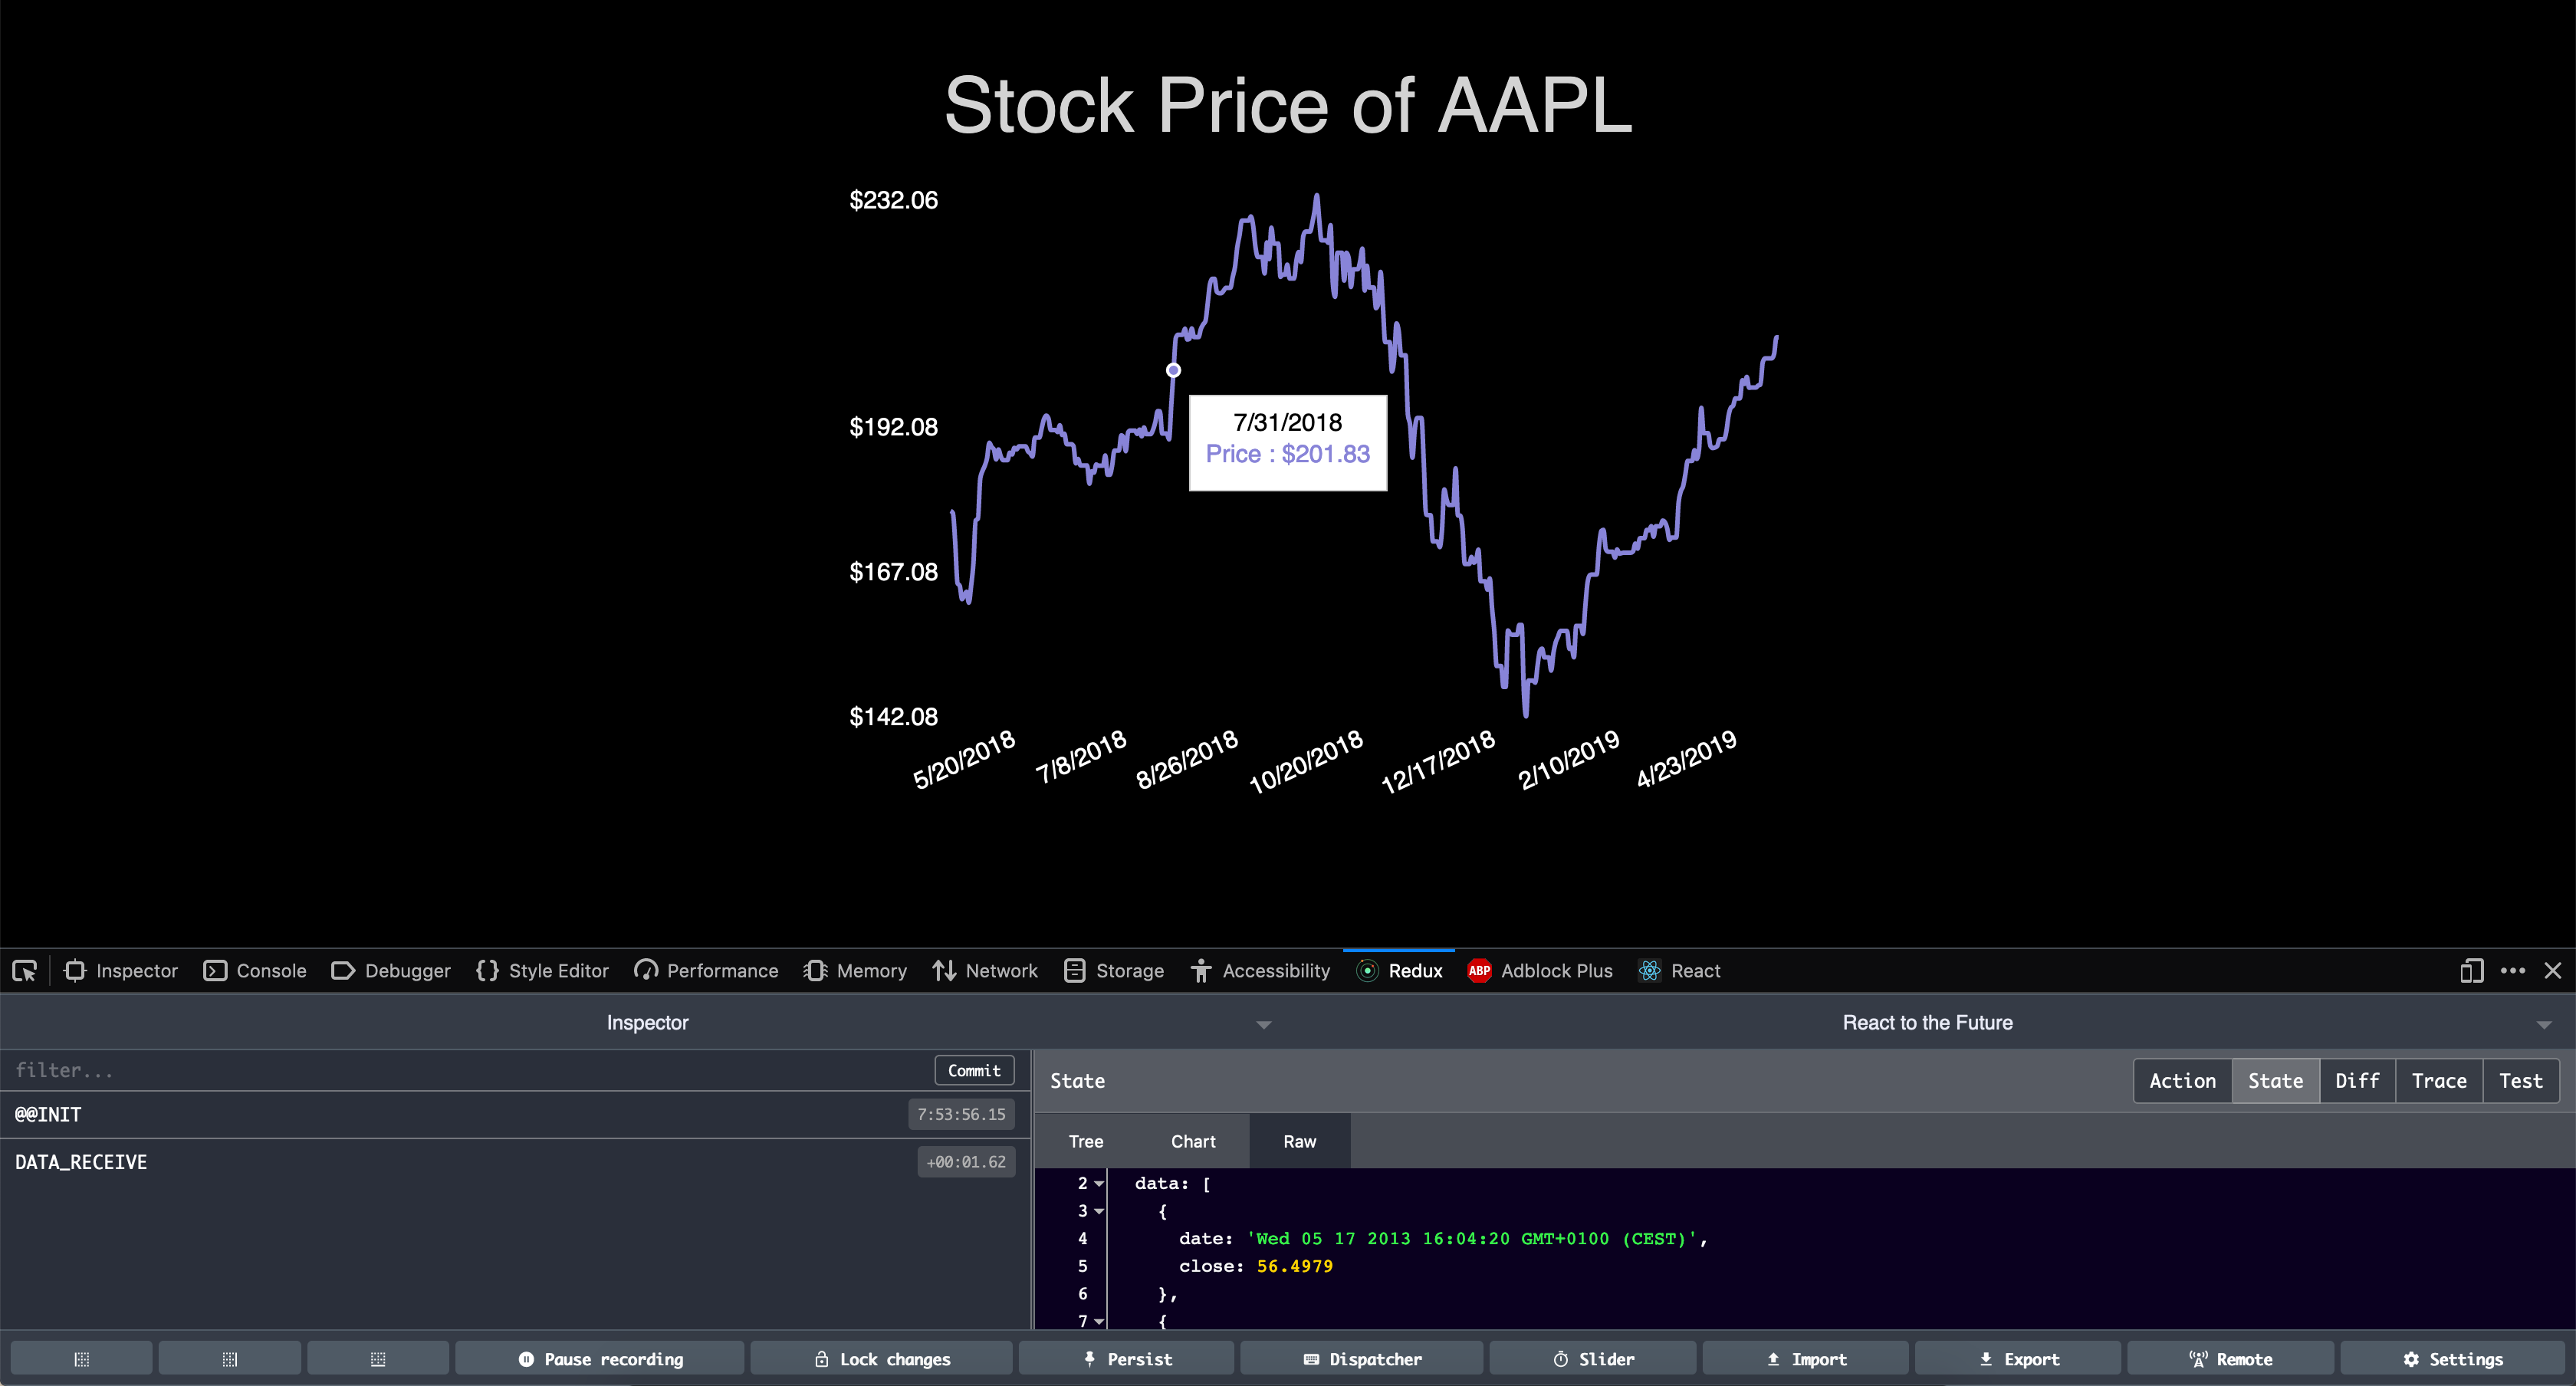 Stock Price of AAPL
$232.06
$192.08
7/31/2018
Price : $201.83
$167.08
$142.08
5/20/2018 7/8/2018 8/26/2018 10/20/2018 12/17/2018 2/10/2019 4/23/2019
Inspector Console Debugger {} Style Editor Performance Memory Network Storage Accessibility Redux ABP Adblock Plus React
Inspector React to the Future
filter... Commit
@@INIT 7:53:56.15
DATA_RECEIVE +00:01.62
State Action State Diff Trace Test
Tree Chart Raw
2 data: [
3 {
4 date: 'Wed 05 17 2013 16:04:20 GMT+0100 (CEST)',
5 close: 56.4979
6 },
7 {
Pause recording Lock changes Persist Dispatcher Slider Import Export Remote Settings